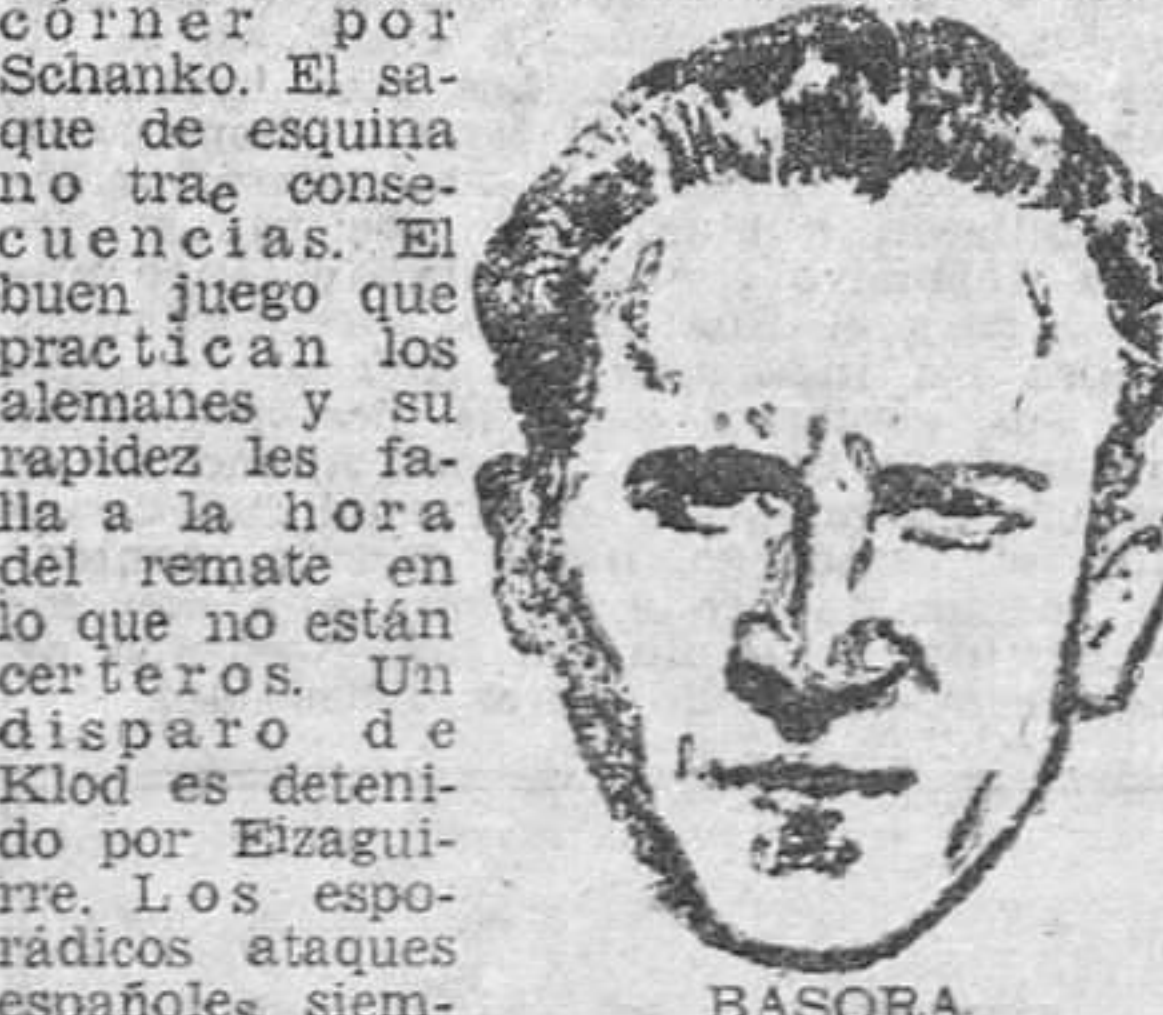 córner por
Schanko. El sa-
que de esquina
no trae conse-
cuencias. El
buen juego que
practican los
alemanes y su
rapidez les fa-
lla a la hora
del remate en
lo que no están
certeros. Un
disparo de
Klod es deteni-
do por Eizagui-
rre. Los espo-
rádicos ataques
españoles siem-
BASORA